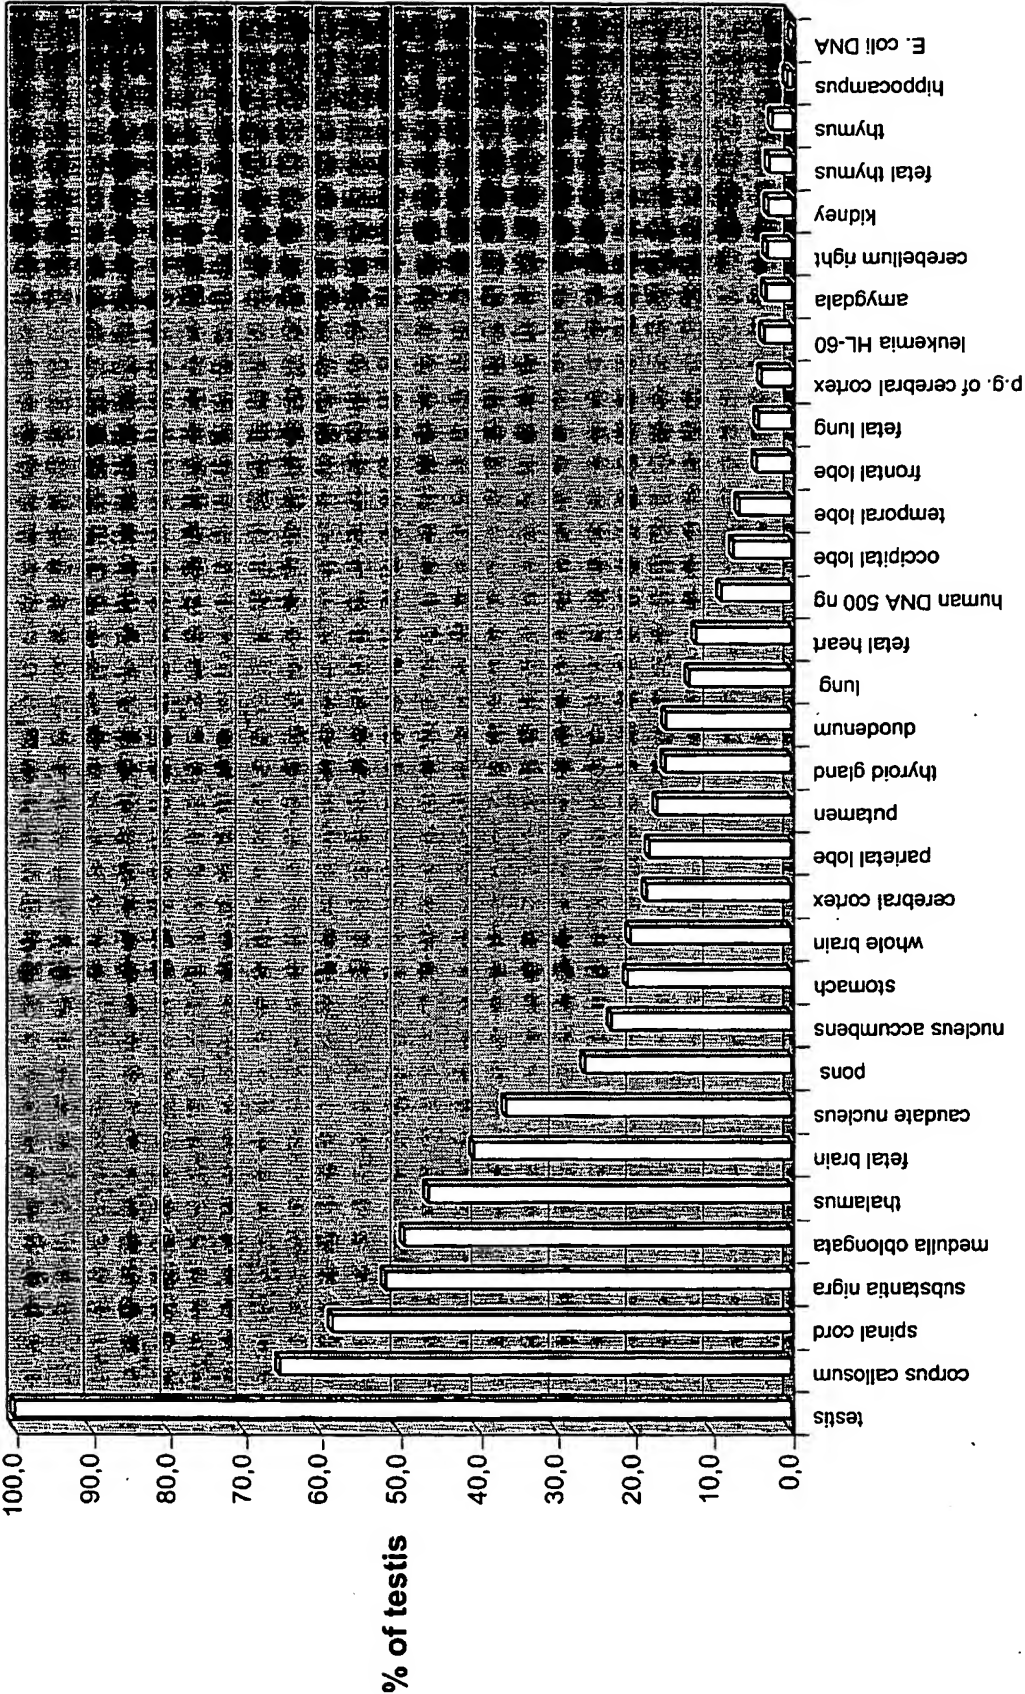 % of testis
100,0
90,0
80,0
70,0
60,0
50,0
40,0
30,0
20,0
10,0
0,0
testis
corpus callosum
spinal cord
substantia nigra
medulla oblongata
thalamus
fetal brain
caudate nucleus
pons
nucleus accumbens
stomach
whole brain
cerebral cortex
parietal lobe
putamen
thyroid gland
duodenum
lung
fetal heart
human DNA 500 ng
occipital lobe
temporal lobe
frontal lobe
fetal lung
p.g. of cerebral cortex
leukemia HL-60
amygdala
cerebellum right
kidney
fetal thymus
thymus
hippocampus
E. coli DNA